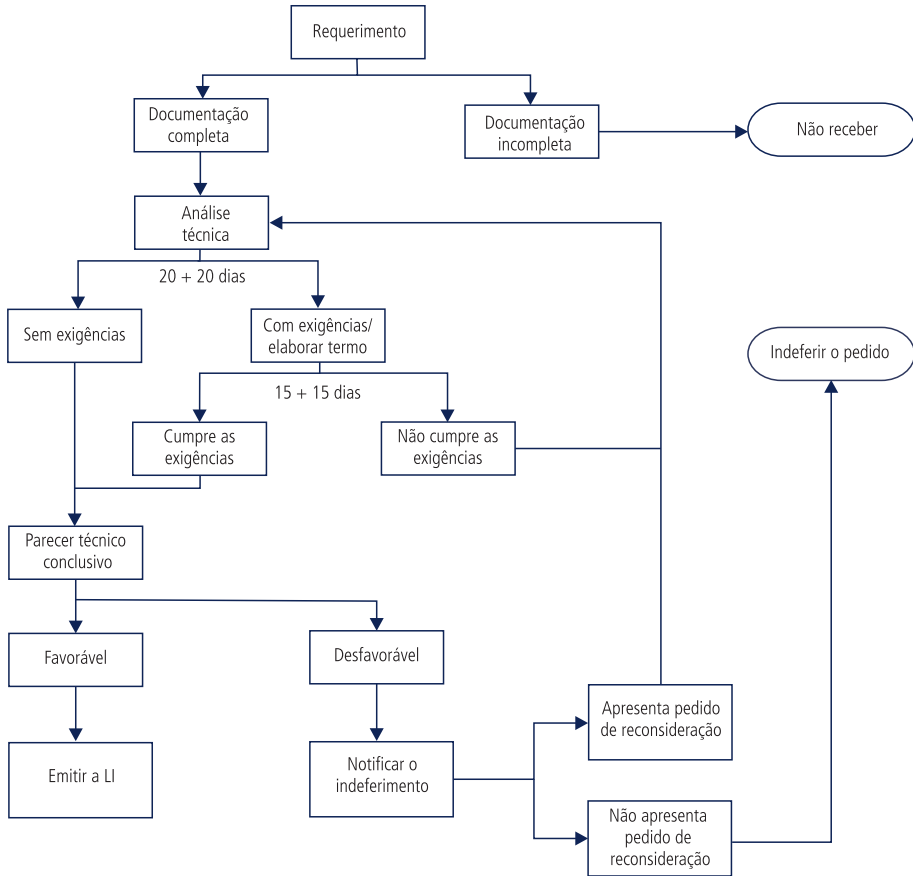 Requerimento
Documentação
completa
Documentação
incompleta
Não receber
Análise
técnica
20 + 20 dias
Sem exigências
Com exigências/
elaborar termo
Indeferir o pedido
15 + 15 dias
Cumpre as
exigências
Não cumpre as
exigências
Parecer técnico
conclusivo
Favorável
Desfavorável
Apresenta pedido
de reconsideração
Emitir a LI
Notificar o
indeferimento
Não apresenta
pedido de
reconsideração